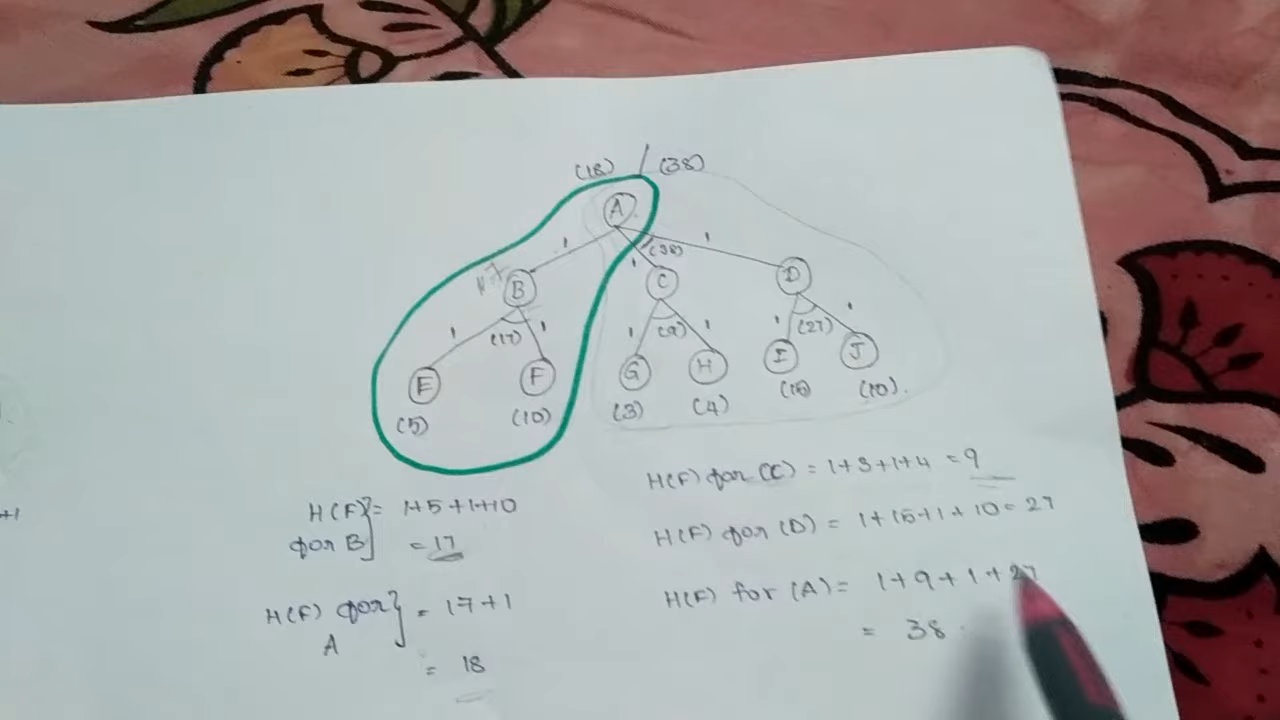 (18) / (38)
A
1 1 1
(38)
B C D
(17) (9) (27)
1 1 1 1 1 1
E F G H I J
(5) (10) (3) (4) (15) (10).
H(F) for B} = 1+5+1+10
= 17
H(F) for A} = 17+1
= 18
H(F) for (C) = 1+3+1+4 = 9
H(F) for (D) = 1+15+1+10 = 27
H(F) for (A) = 1+9+1+27
= 38
+1